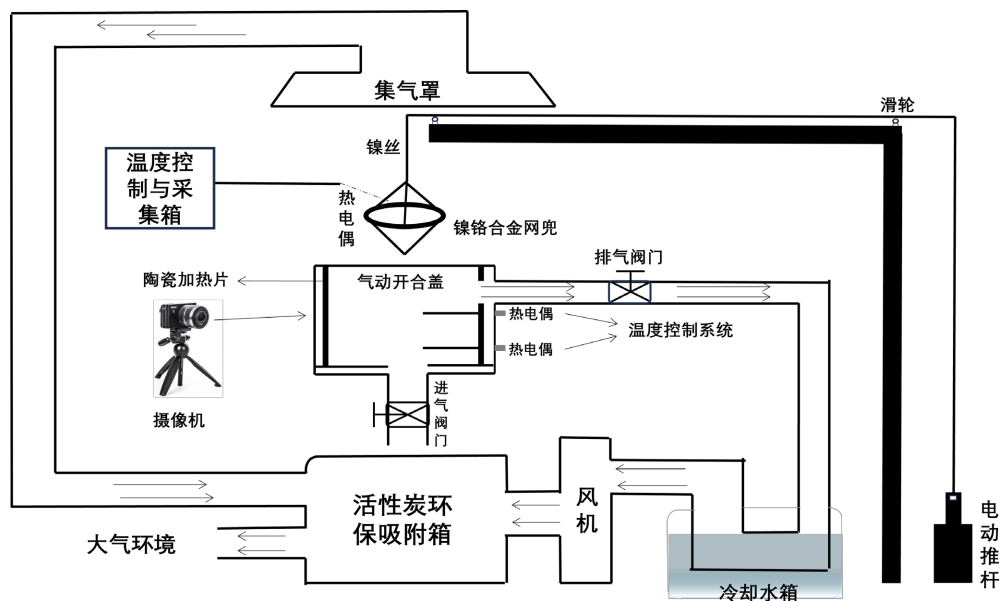 集气罩
滑轮
镍丝
温度控
制与采
集箱
热
电
偶
镍铬合金网兜
排气阀门
陶瓷加热片
气动开合盖
热电偶
温度控制系统
热电偶
进
气
阀
门
摄像机
活性炭环
保吸附箱
风
机
大气环境
冷却水箱
电
动
推
杆